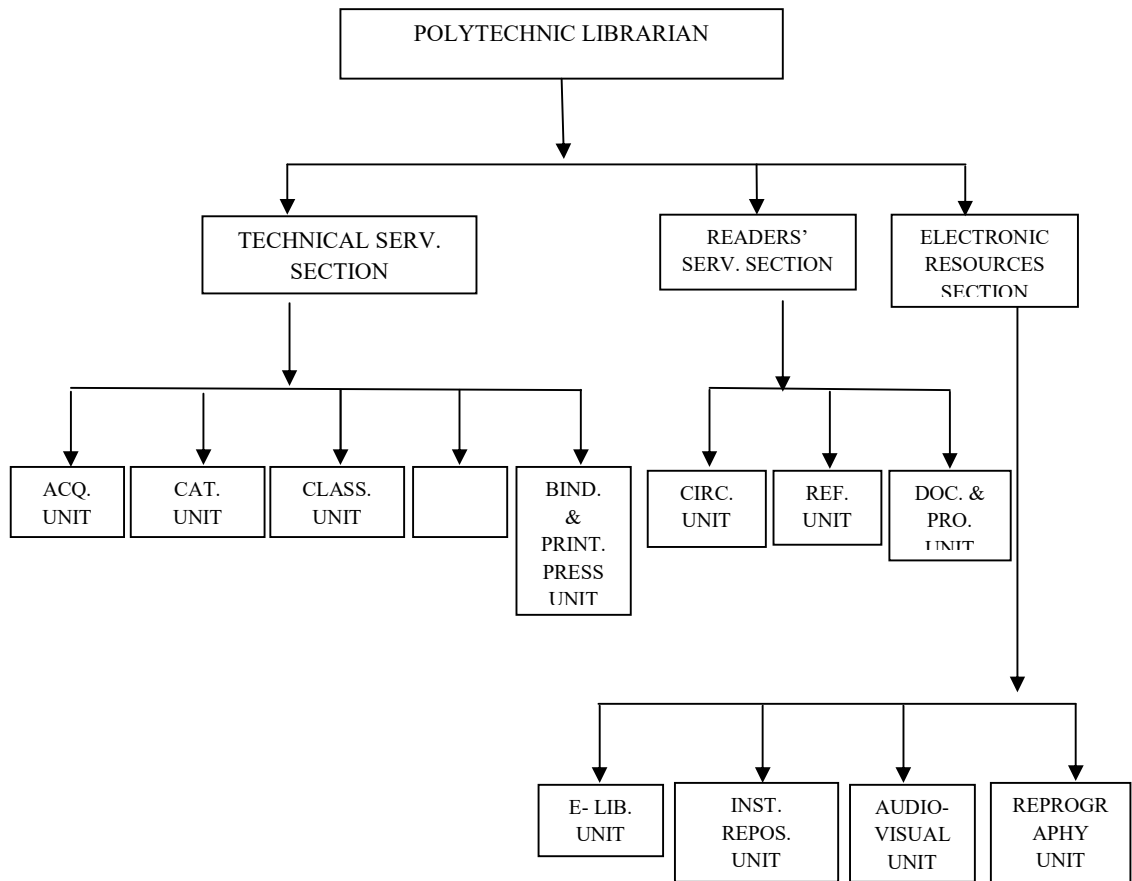 POLYTECHNIC LIBRARIAN
TECHNICAL SERV.
SECTION
READERS’
SERV. SECTION
ELECTRONIC
RESOURCES
SECTION
ACQ.
UNIT
CAT.
UNIT
CLASS.
UNIT
BIND.
&
PRINT.
PRESS
UNIT
CIRC.
UNIT
REF.
UNIT
DOC. &
PRO.
UNIT
E- LIB.
UNIT
INST.
REPOS.
UNIT
AUDIO-
VISUAL
UNIT
REPROGR
APHY
UNIT